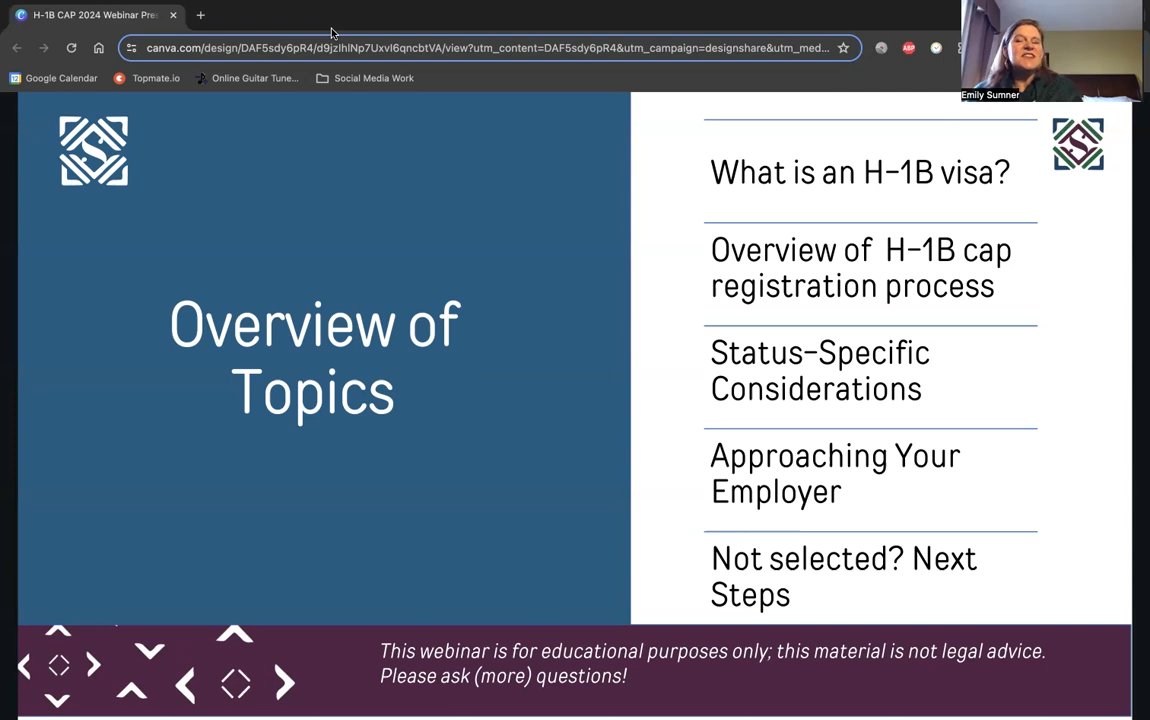 H-1B CAP 2024 Webinar Pres
canva.com/design/DAF5sdy6pR4/d9jzIhlNp7UxvI6qncbtVA/view?utm_content=DAF5sdy6pR4&utm_campaign=designshare&utm_med...
ABP
Google Calendar
Topmate.io
Online Guitar Tune...
Social Media Work
Emily Sumner
Overview of
Topics
What is an H-1B visa?
Overview of H-1B cap
registration process
Status-Specific
Considerations
Approaching Your
Employer
Not selected? Next
Steps
This webinar is for educational purposes only; this material is not legal advice.
Please ask (more) questions!